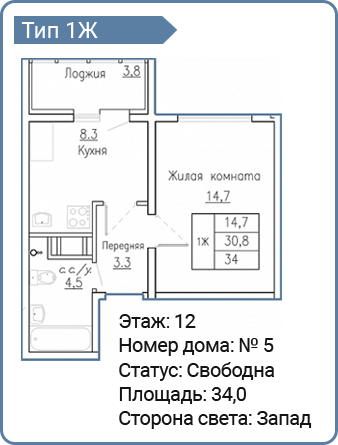 Тип 1Ж
Лоджия 3,8
8.3
Кухня
Жилая комната
14,7
14,7
1Ж 30,8
34
Передняя
3.3
с.с./у.
4,5
Этаж: 12
Номер дома: № 5
Статус: Свободна
Площадь: 34,0
Сторона света: Запад